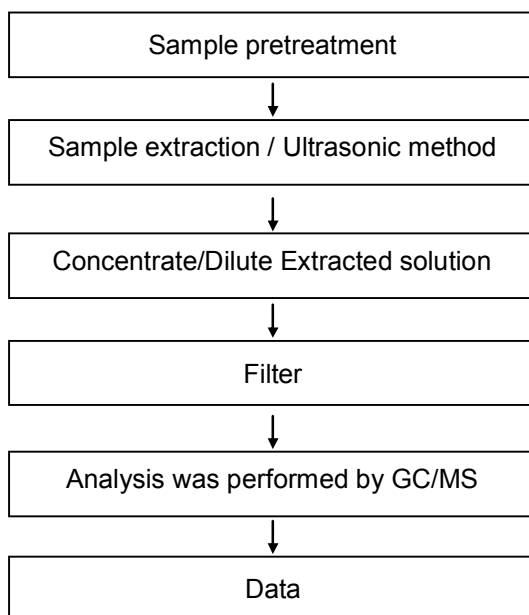 Sample pretreatment
Sample extraction / Ultrasonic method
Concentrate/Dilute Extracted solution
Filter
Analysis was performed by GC/MS
Data